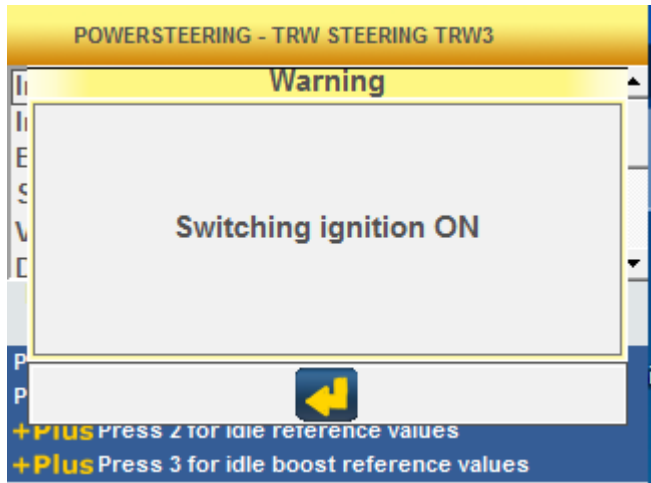 POWERSTEERING - TRW STEERING TRW3
Warning
Switching ignition ON
+Plus Press 2 for idle reference values
+Plus Press 3 for idle boost reference values